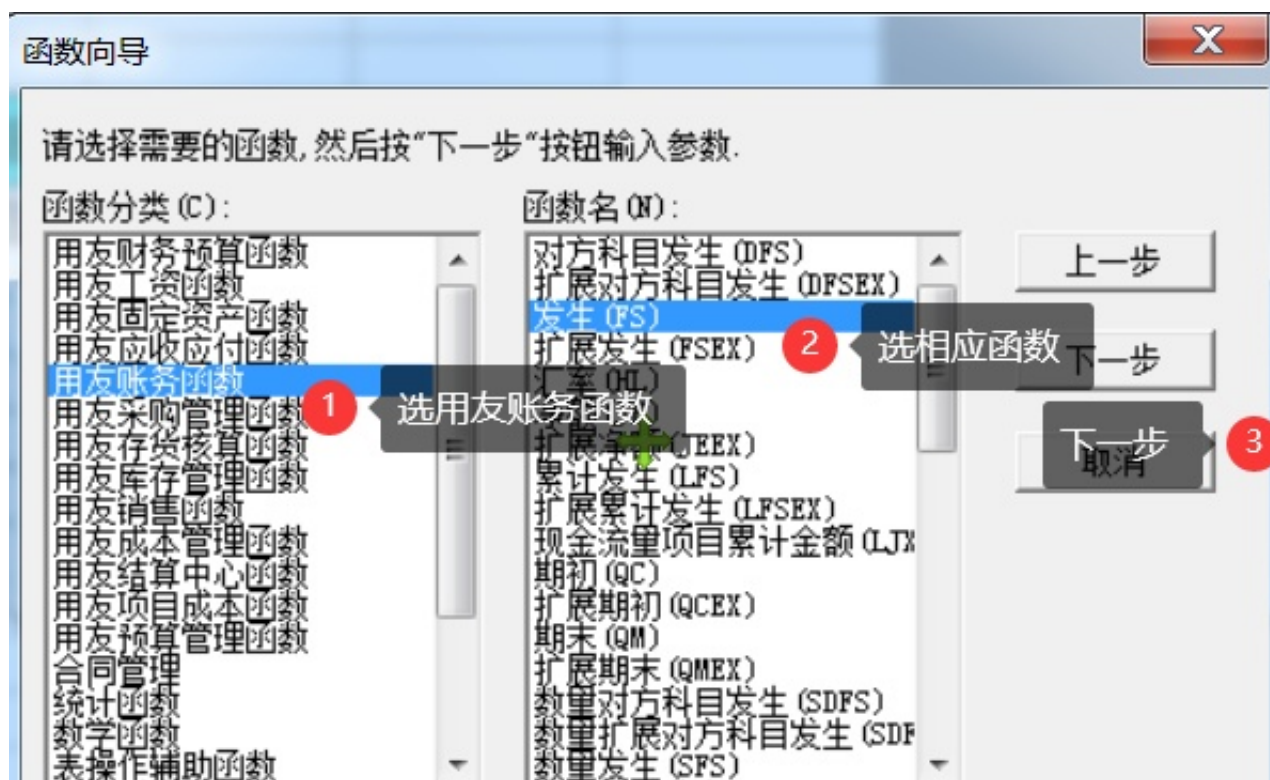 函数向导
X
请选择需要的函数,然后按“下一步“按钮输入参数.
函数分类(C):
用友财务预算函数
用友工资函数
用友固定资产函数
用友应收应付函数
用友账务函数
用友采购管理函数
用友存货核算函数
用友库存管理函数
用友销售函数
用友成本管理函数
用友结算中心函数
用友项目成本函数
用友预算管理函数
合同管理
统计函数
数学函数
表操作辅助函数
1
选用友账务函数
函数名(N):
对方科目发生(DFS)
扩展对方科目发生(DFSEX)
发生(FS)
扩展发生(FSEX)
汇率(HL)
扩展净额(JEEX)
累计发生(LFS)
扩展累计发生(LFSEX)
现金流量项目累计金额(LJX
期初(QC)
扩展期初(QCEX)
期末(QM)
扩展期末(QMEX)
数量对方科目发生(SDFS)
数量扩展对方科目发生(SDF
数量发生(SFS)
2
选相应函数
上一步
下一步
取消
下一步
3